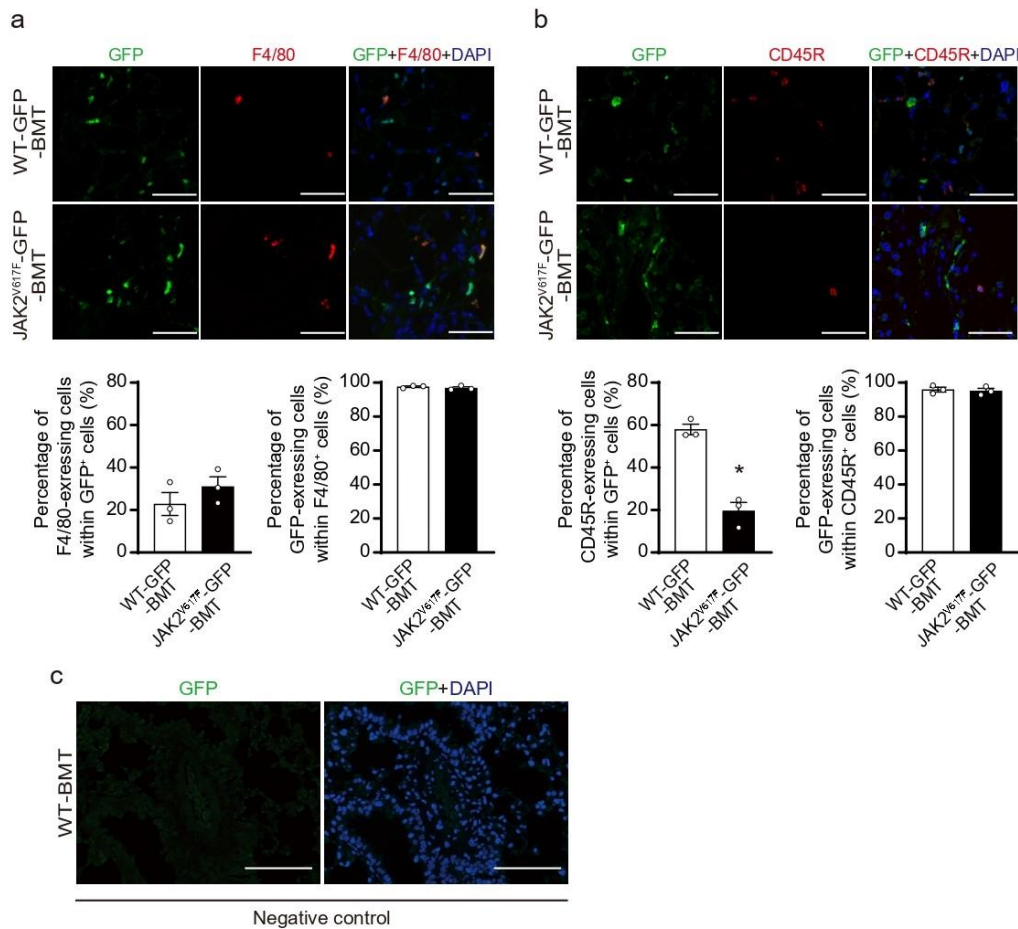 a
GFP
F4/80
GFP+F4/80+DAPI
WT-GFP
-BMT
JAK2V617F-GFP
-BMT
Percentage of
F4/80-exressing cells
within GFP+ cells (%)
80
60
40
20
0
WT-GFP
-BMT
JAK2V617F-GFP
-BMT
Percentage of
GFP-exressing cells
within F4/80+ cells (%)
100
80
60
40
20
0
WT-GFP
-BMT
JAK2V617F-GFP
-BMT
b
GFP
CD45R
GFP+CD45R+DAPI
WT-GFP
-BMT
JAK2V617F-GFP
-BMT
Percentage of
CD45R-exressing cells
within GFP+ cells (%)
80
60
40
20
0
*
WT-GFP
-BMT
JAK2V617F-GFP
-BMT
Percentage of
GFP-exressing cells
within CD45R+ cells (%)
100
80
60
40
20
0
WT-GFP
-BMT
JAK2V617F-GFP
-BMT
c
GFP
GFP+DAPI
WT-BMT
Negative control